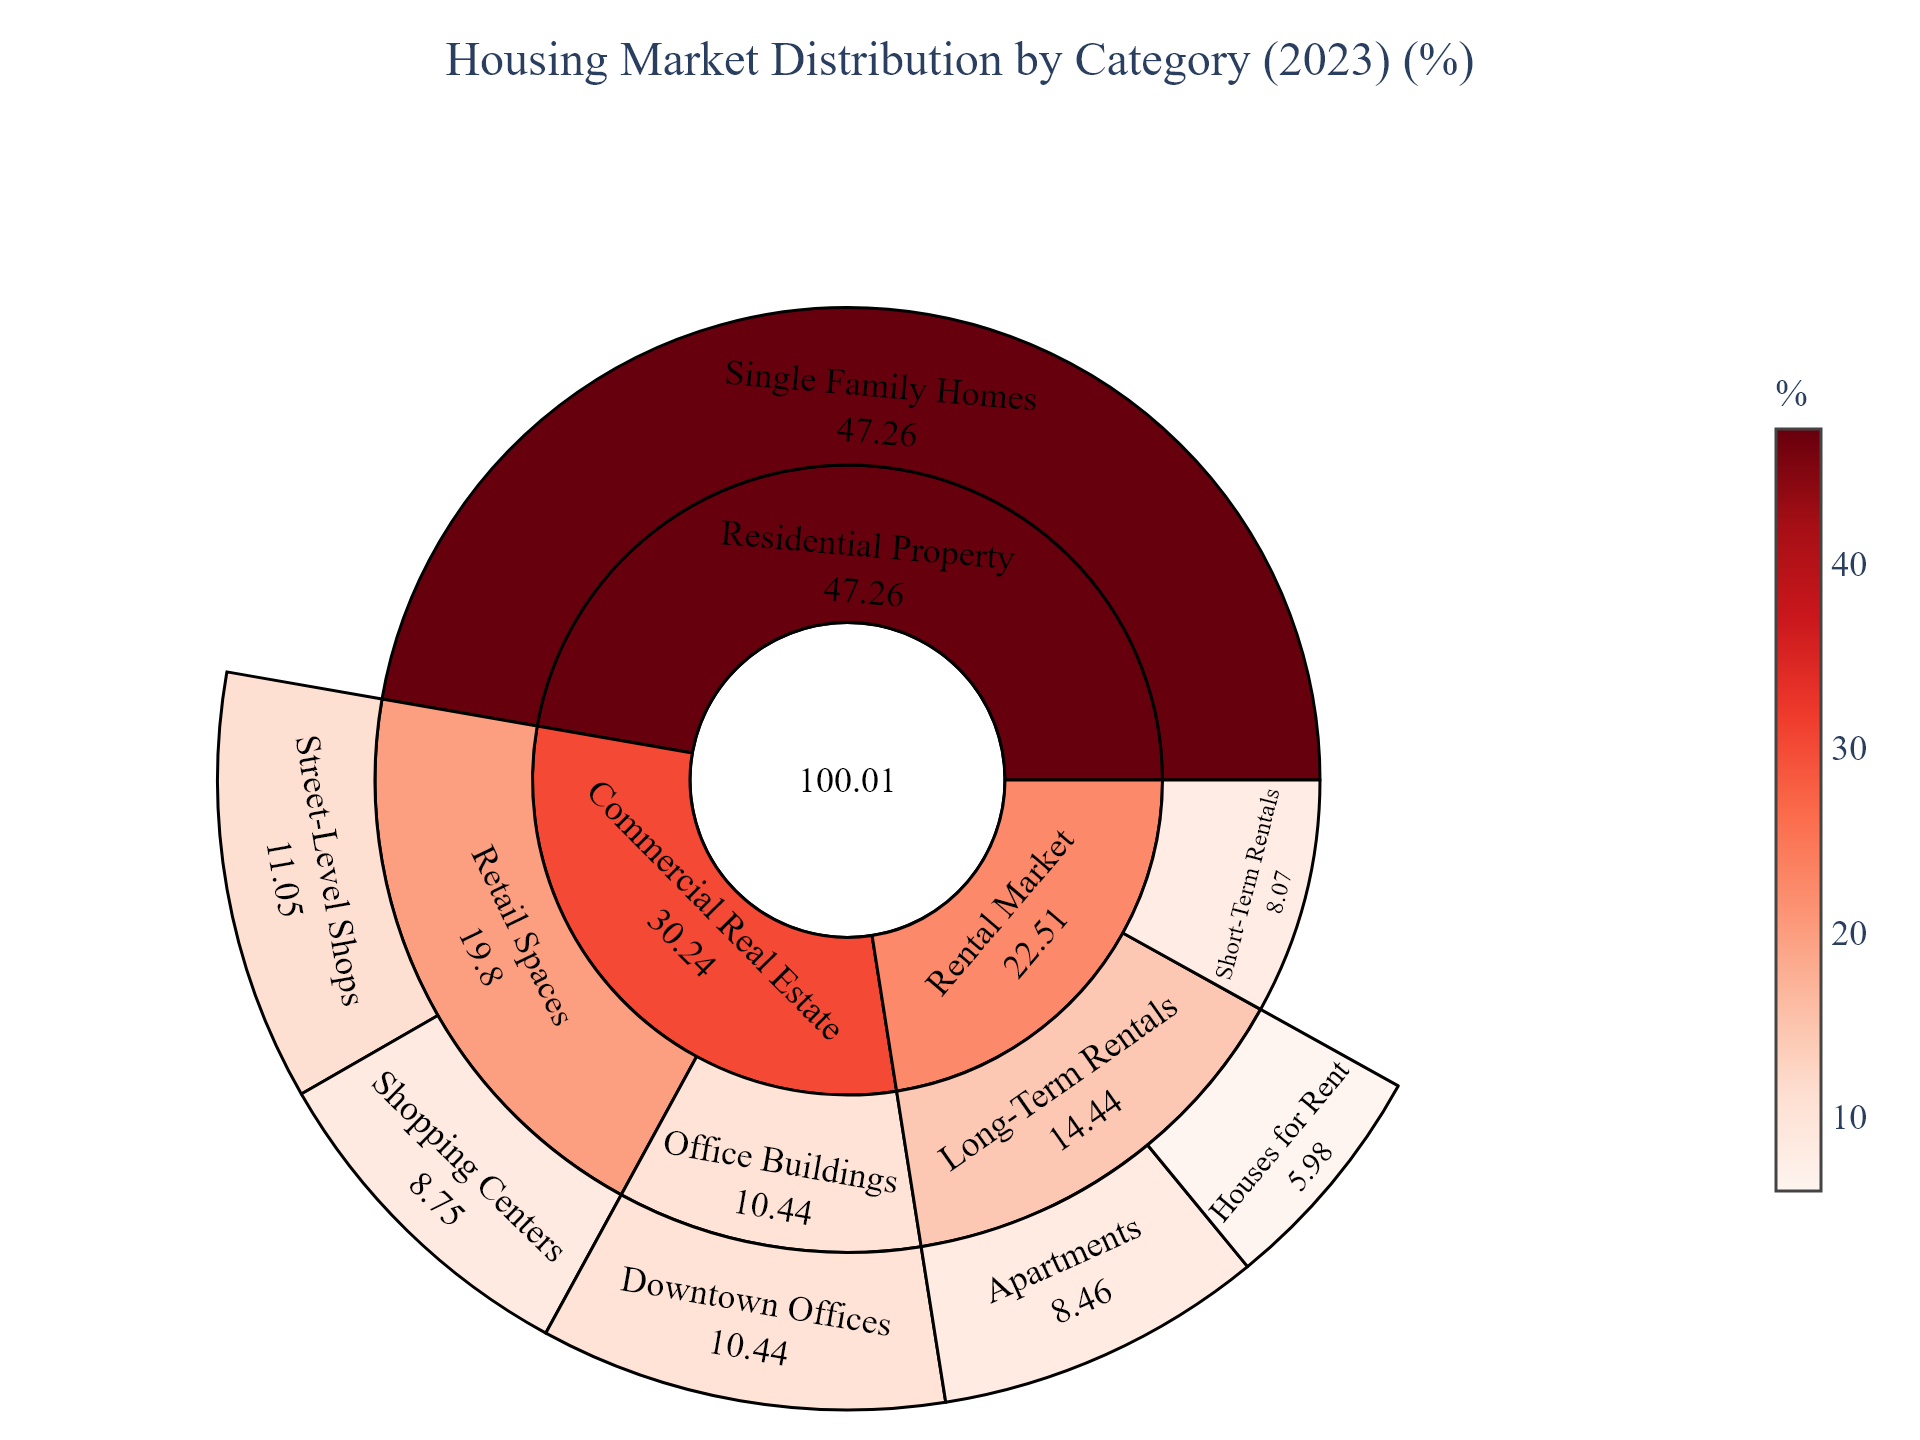 Housing Market Distribution by Category (2023) (%)
Single Family Homes
47.26
Residential Property
47.26
100.01
Commercial Real Estate
30.24
Rental Market
22.51
Retail Spaces
19.8
Office Buildings
10.44
Long-Term Rentals
14.44
Short-Term Rentals
8.07
Street-Level Shops
11.05
Shopping Centers
8.75
Downtown Offices
10.44
Apartments
8.46
Houses for Rent
5.98
%
40
30
20
10